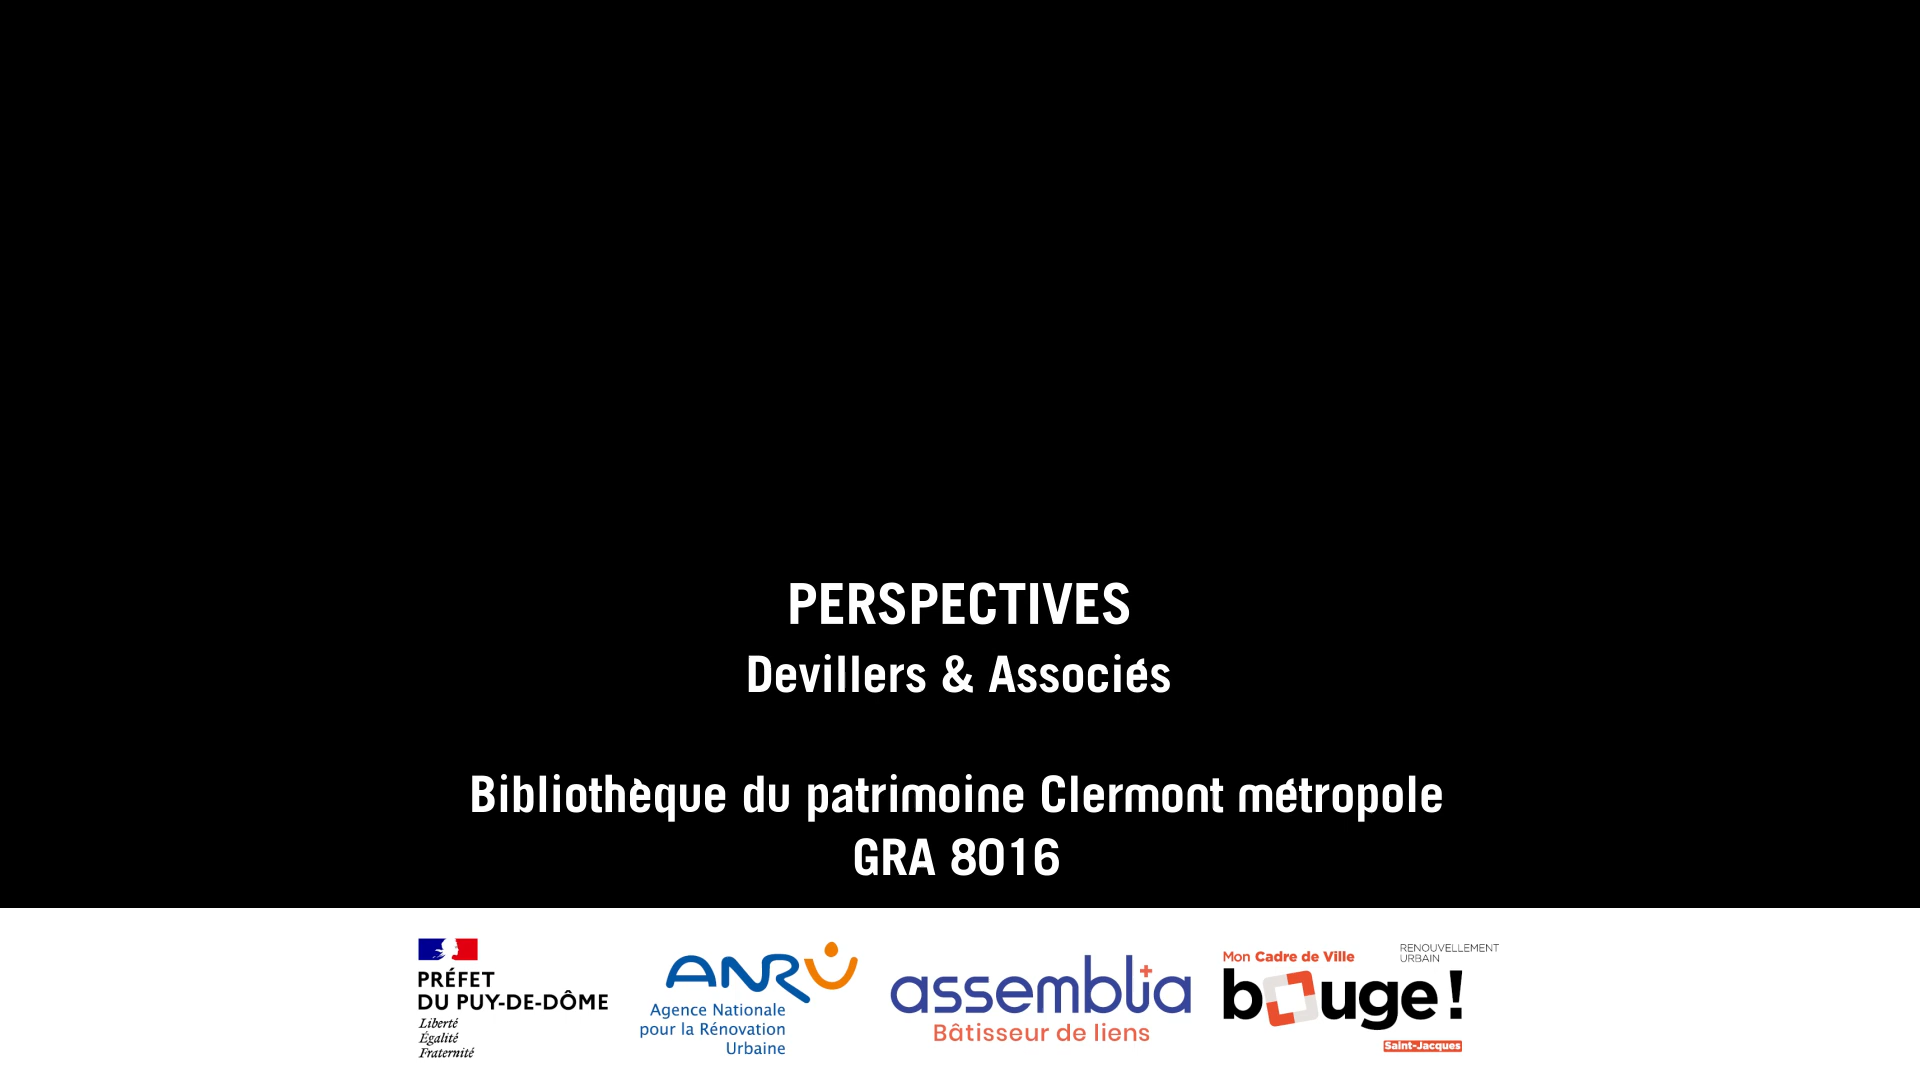 PERSPECTIVES
Devillers & Associés
Bibliothèque du patrimoine Clermont métropole
GRA 8016
PRÉFET
DU PUY-DE-DÔME
Liberté
Égalité
Fraternité
ANRU
Agence Nationale
pour la Rénovation
Urbaine
assemblia
Bâtisseur de liens
Mon Cadre de Ville
RENOUVELLEMENT
URBAIN
bouge !
Saint-Jacques